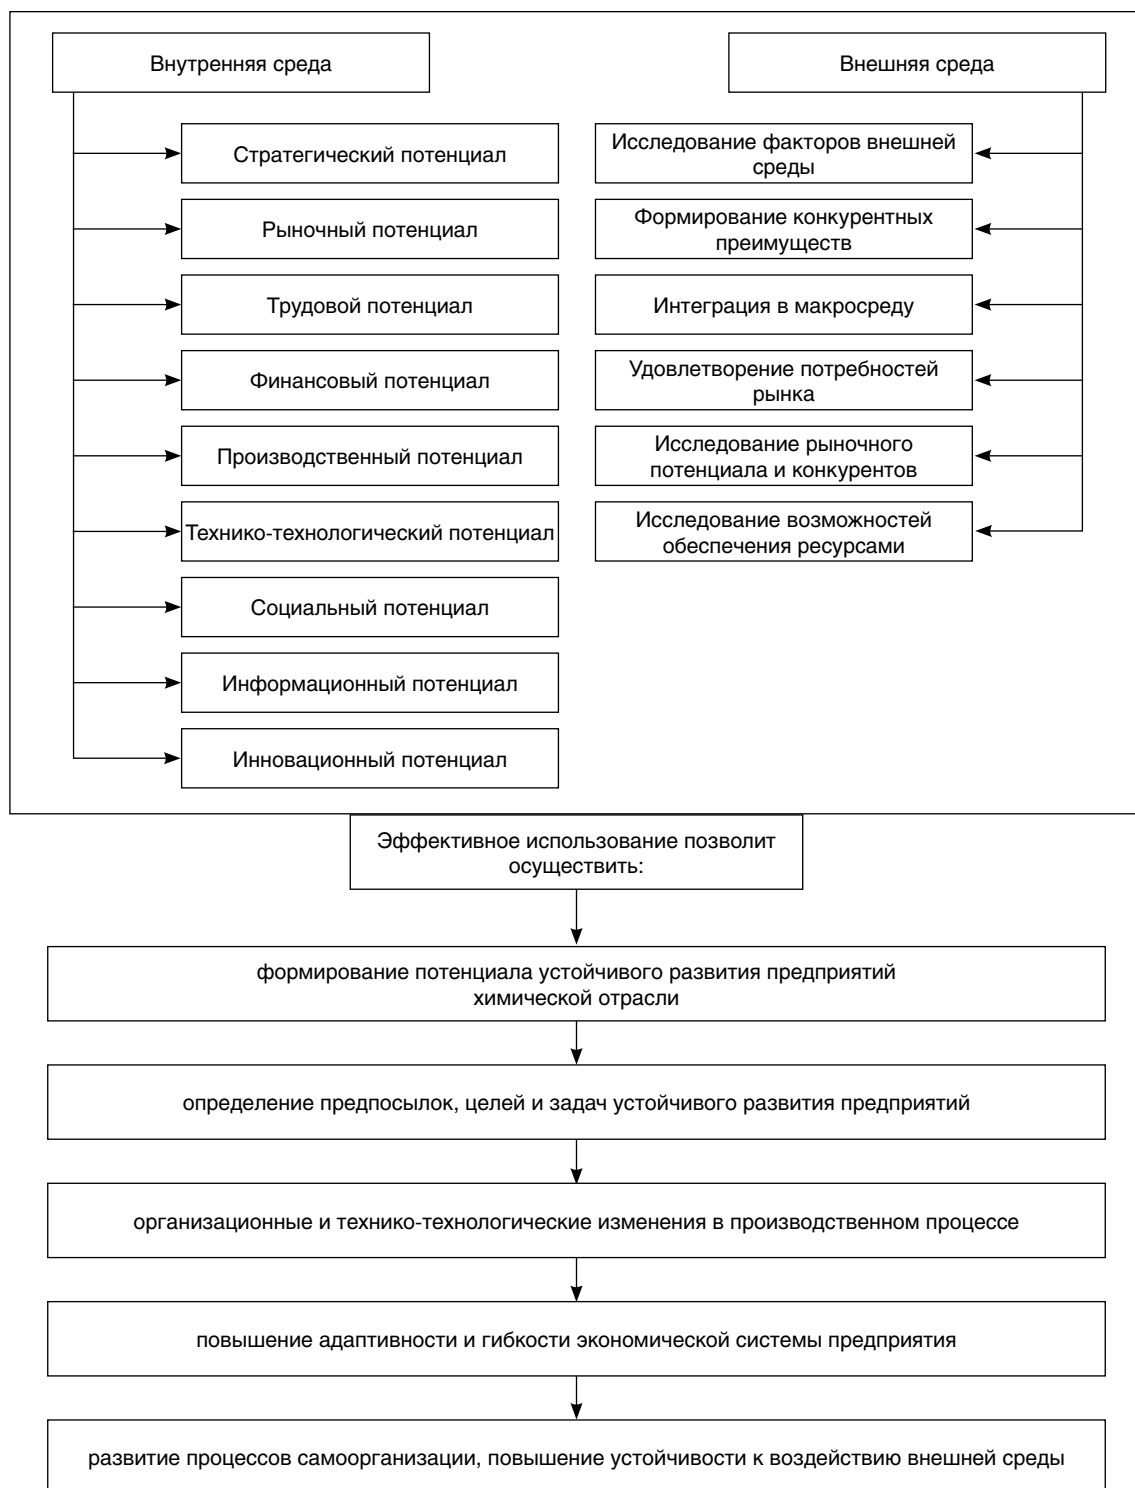 Внутренняя среда
Стратегический потенциал
Рыночный потенциал
Трудовой потенциал
Финансовый потенциал
Производственный потенциал
Технико-технологический потенциал
Социальный потенциал
Информационный потенциал
Инновационный потенциал
Внешняя среда
Исследование факторов внешней
среды
Формирование конкурентных
преимуществ
Интеграция в макросреду
Удовлетворение потребностей
рынка
Исследование рыночного
потенциала и конкурентов
Исследование возможностей
обеспечения ресурсами
Эффективное использование позволит
осуществить:
формирование потенциала устойчивого развития предприятий
химической отрасли
определение предпосылок, целей и задач устойчивого развития предприятий
организационные и технико-технологические изменения в производственном процессе
повышение адаптивности и гибкости экономической системы предприятия
развитие процессов самоорганизации, повышение устойчивости к воздействию внешней среды